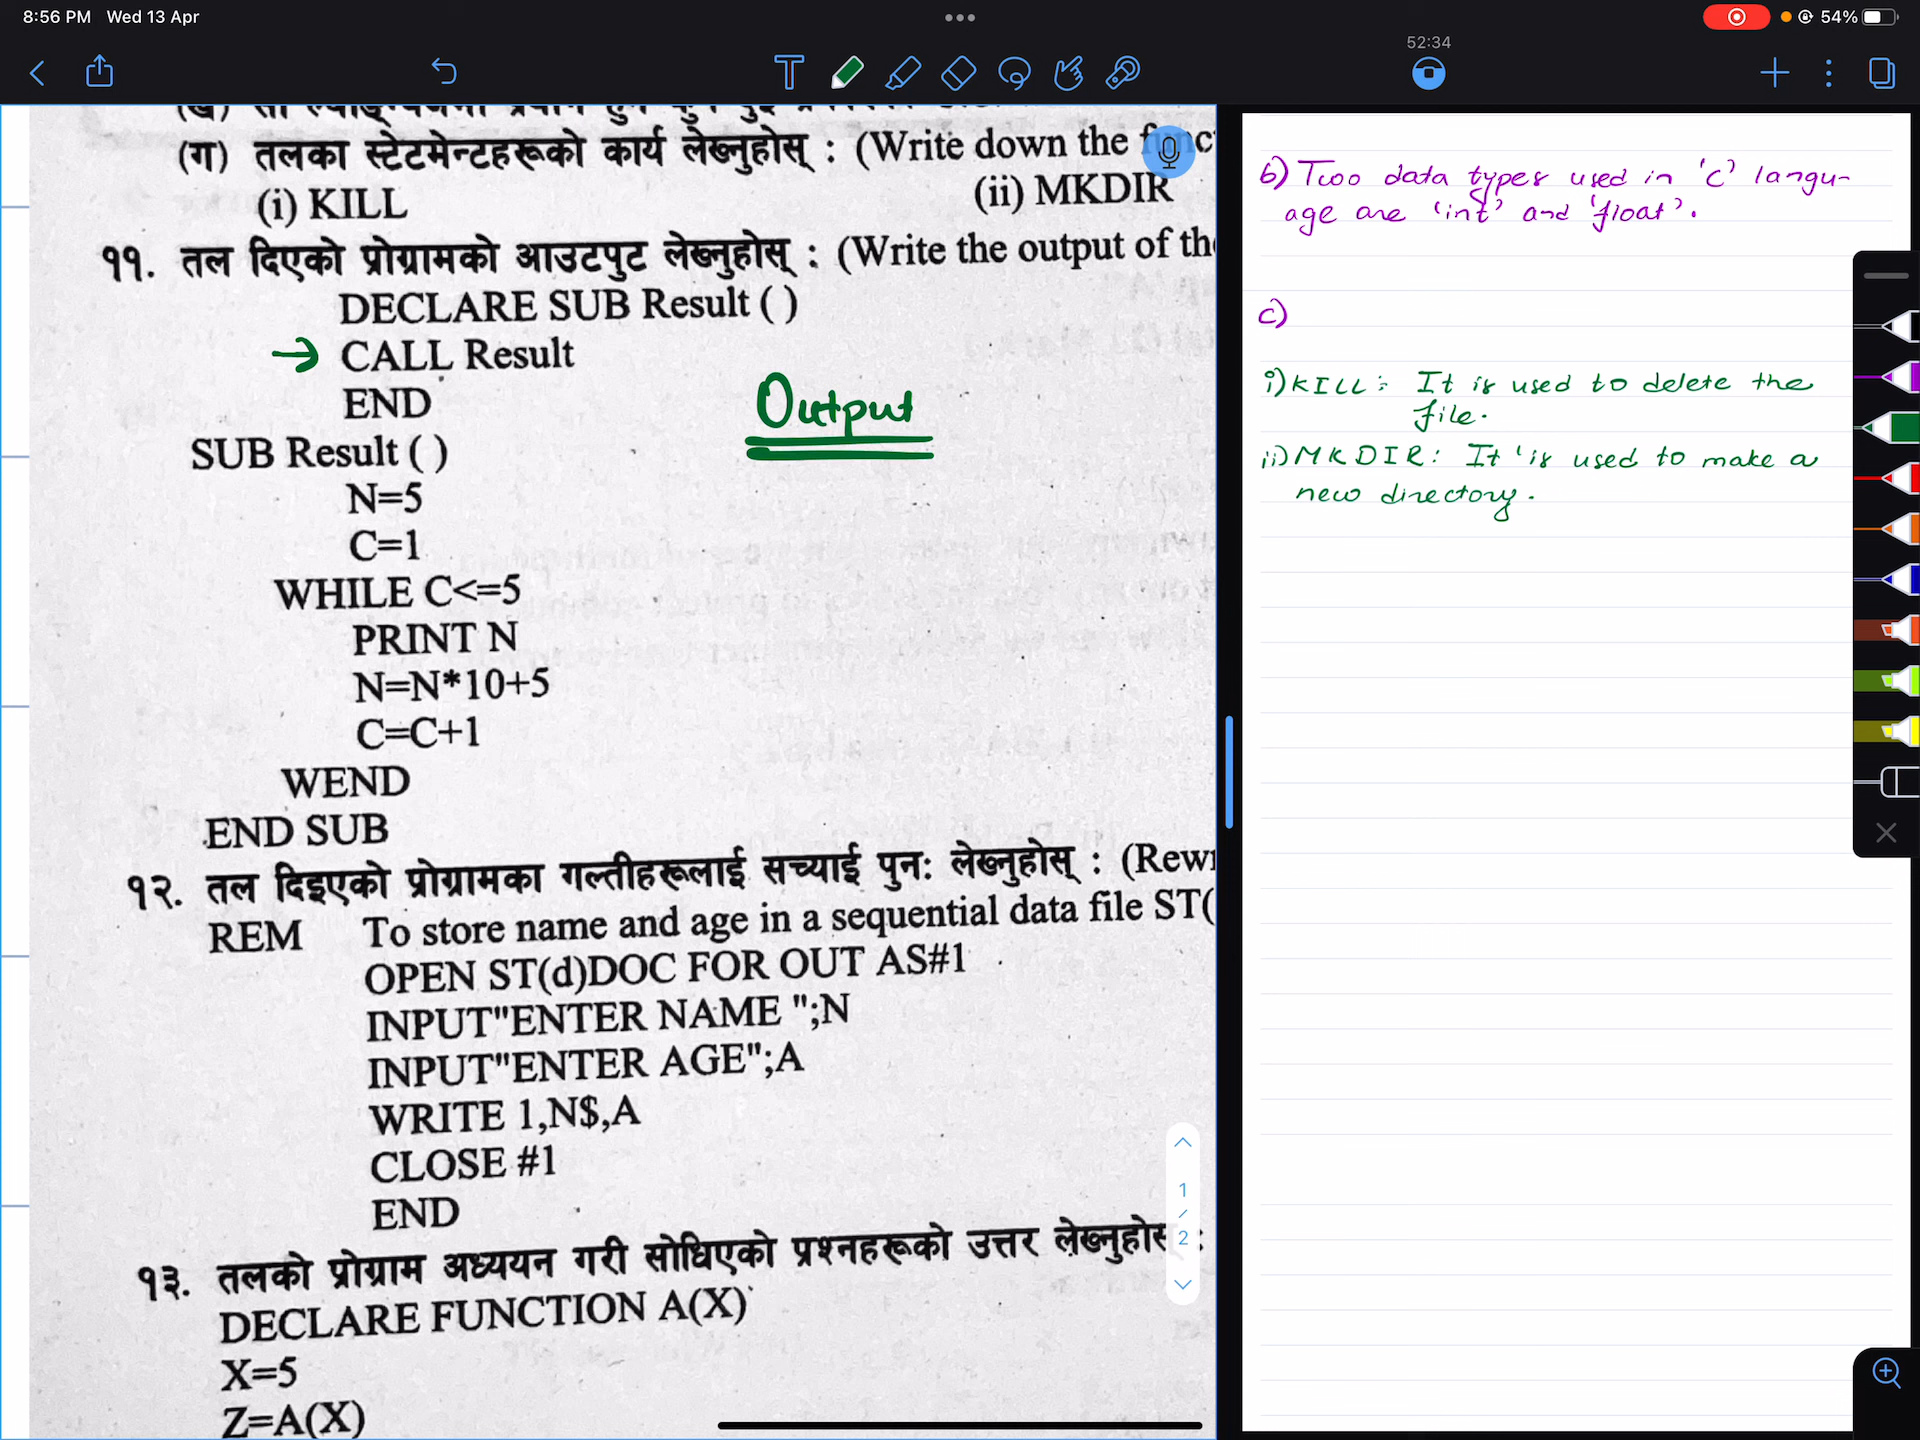 8:56 PM Wed 13 Apr
54%
52:34
(ग) तलका स्टेटमेन्टहरूको कार्य लेख्नुहोस् : (Write down the func
(i) KILL (ii) MKDIR
११. तल दिएको प्रोग्रामको आउटपुट लेख्नुहोस् : (Write the output of th
DECLARE SUB Result ( )
→ CALL Result
END
Output
SUB Result ( )
N=5
C=1
WHILE C<=5
PRINT N
N=N*10+5
C=C+1
WEND
END SUB
१२. तल दिइएको प्रोग्रामका गल्तीहरूलाई सच्याई पुन: लेख्नुहोस् : (Rewr
REM To store name and age in a sequential data file ST(
OPEN ST(d)DOC FOR OUT AS#1
INPUT"ENTER NAME ";N
INPUT"ENTER AGE";A
WRITE 1,N$,A
CLOSE #1
END
१३. तलको प्रोग्राम अध्ययन गरी सोधिएको प्रश्नहरूको उत्तर लेख्नुहोस् :
DECLARE FUNCTION A(X)
X=5
Z=A(X)
1
/
2
b) Two data types used in 'c' langu-
age are 'int' and 'float'.
c)
i) KILL: It is used to delete the
file.
ii) MKDIR: It is used to make a
new directory.